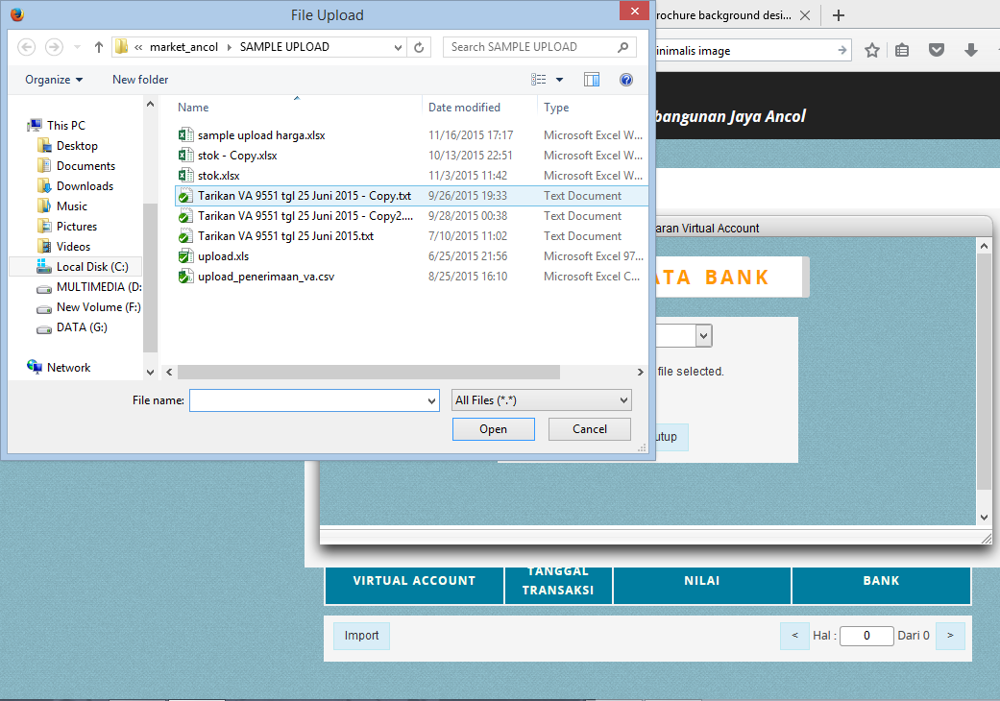 File Upload
rochure background desi...
« market_ancol
SAMPLE UPLOAD
Search SAMPLE UPLOAD
inimalis image
Organize
New folder
bangunan Jaya Ancol
This PC
Desktop
Documents
Downloads
Music
Pictures
Videos
Local Disk (C:)
MULTIMEDIA (D:
New Volume (F:)
DATA (G:)
Network
Name Date modified Type
sample upload harga.xlsx 11/16/2015 17:17 Microsoft Excel W...
stok - Copy.xlsx 10/13/2015 22:51 Microsoft Excel W...
stok.xlsx 11/3/2015 11:42 Microsoft Excel W...
Tarikan VA 9551 tgl 25 Juni 2015 - Copy.txt 9/26/2015 19:33 Text Document
Tarikan VA 9551 tgl 25 Juni 2015 - Copy2.... 9/28/2015 00:38 Text Document
Tarikan VA 9551 tgl 25 Juni 2015.txt 7/10/2015 11:02 Text Document
upload.xls 6/25/2015 21:56 Microsoft Excel 97...
upload_penerimaan_va.csv 8/25/2015 16:10 Microsoft Excel C...
File name:
All Files (*.*)
Open
Cancel
aran Virtual Account
ATA BANK
file selected.
utup
VIRTUAL ACCOUNT
TANGGAL
TRANSAKSI
NILAI
BANK
Import
< Hal : 0 Dari 0 >